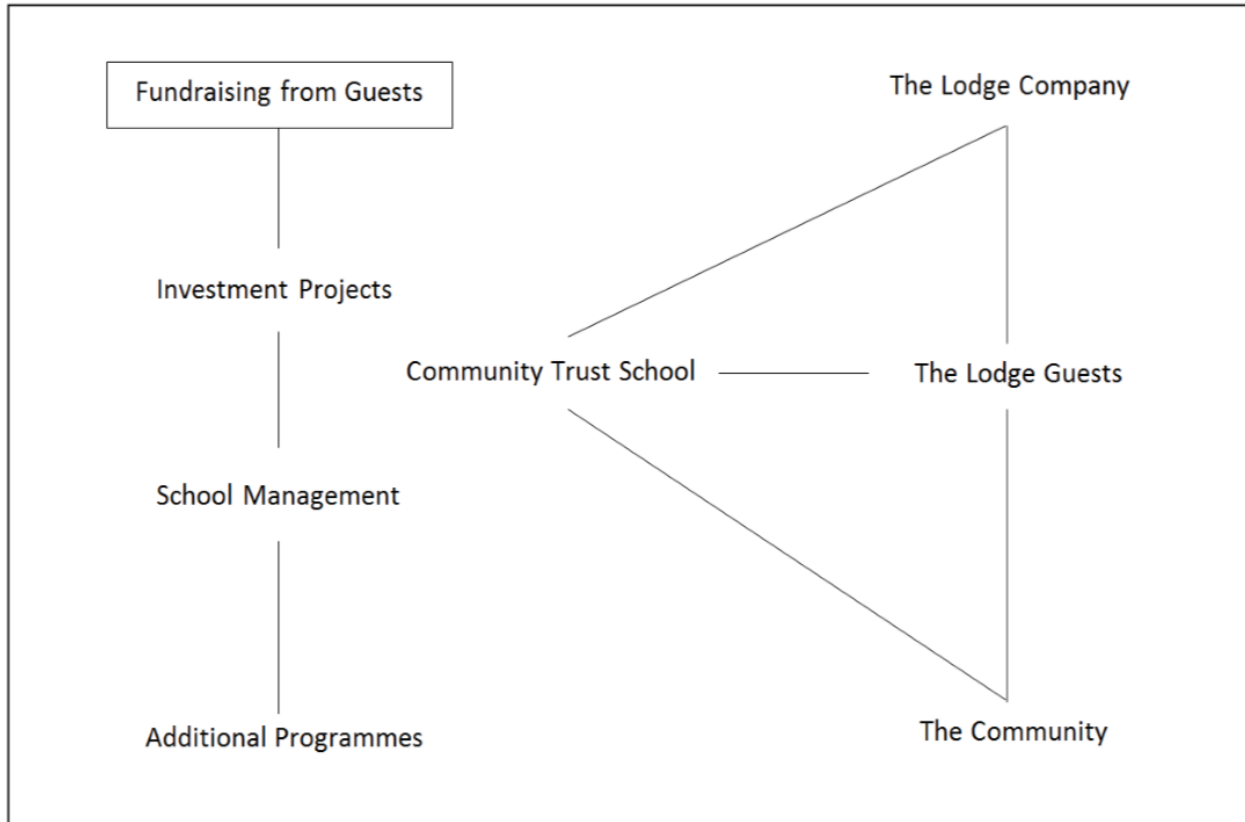 Fundraising from Guests
The Lodge Company
Investment Projects
Community Trust School
The Lodge Guests
School Management
Additional Programmes
The Community